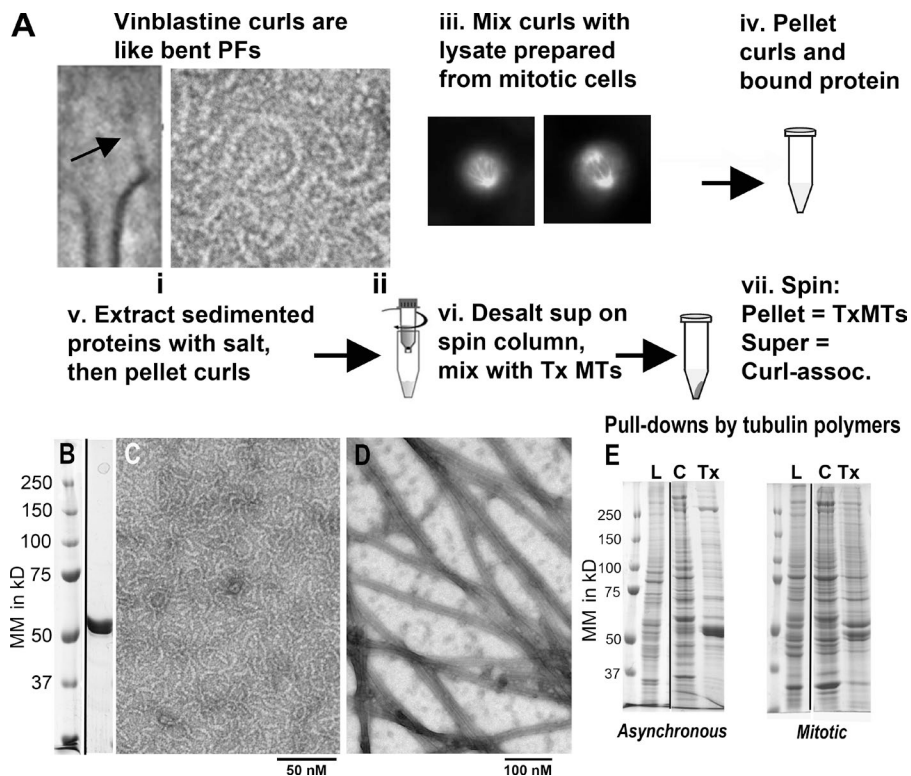 A
Vinblastine curls are
like bent PFs
i
ii
iii. Mix curls with
lysate prepared
from mitotic cells
iv. Pellet
curls and
bound protein
v. Extract sedimented
proteins with salt,
then pellet curls
vi. Desalt sup on
spin column,
mix with Tx MTs
vii. Spin:
Pellet = TxMTs
Super =
Curl-assoc.
B
MM in kD
250
150
100
75
50
37
C
50 nM
D
100 nM
Pull-downs by tubulin polymers
E
L C Tx
L C Tx
MM in kD
250
150
100
75
50
37
Asynchronous
Mitotic